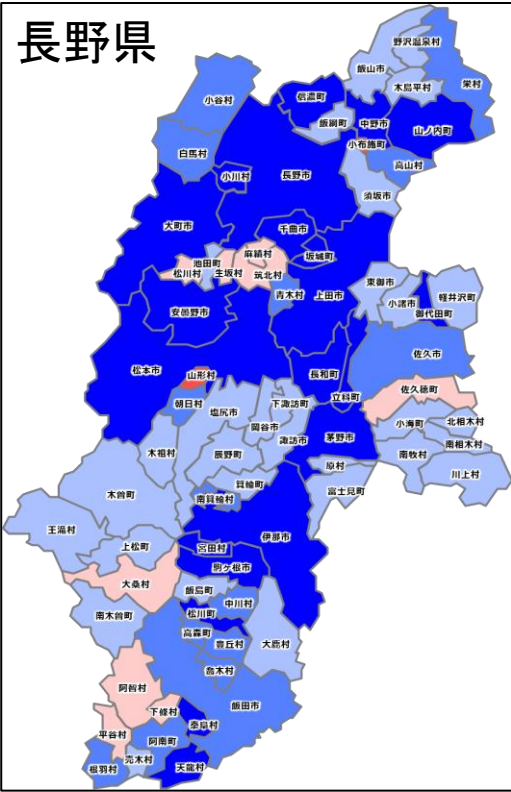 長野県
野沢温泉村
飯山市
栄村
木島平村
小谷村
信濃町
飯綱町
中野市
山ノ内町
小布施町
白馬村
高山村
小川村
長野市
須坂市
大町市
千曲市
麻績村
坂城町
池田町
松川村
生坂村
筑北村
東御市
軽井沢町
青木村
上田市
小諸市
御代田町
安曇野市
佐久市
松本市
山形村
長和町
佐久穂町
立科町
朝日村
塩尻市
下諏訪町
岡谷市
小海町
北相木村
諏訪市
茅野市
南相木村
木祖村
辰野町
原村
南牧村
川上村
箕輪町
富士見町
木曽町
南箕輪村
王滝村
伊那市
上松町
宮田村
駒ヶ根市
大桑村
飯島町
中川村
南木曽町
松川町
高森町
豊丘村
大鹿村
喬木村
阿智村
下條村
飯田市
泰阜村
平谷村
阿南町
売木村
根羽村
天龍村